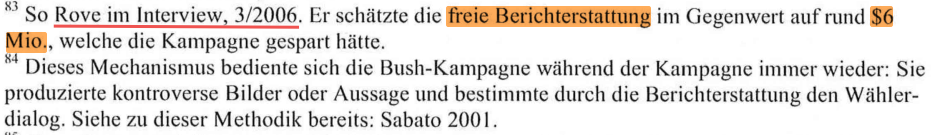 83 So Rove im Interview, 3/2006. Er schätzte die freie Berichterstattung im Gegenwert auf rund $6
Mio., welche die Kampagne gespart hätte.
84 Dieses Mechanismus bediente sich die Bush-Kampagne während der Kampagne immer wieder: Sie
produzierte kontroverse Bilder oder Aussage und bestimmte durch die Berichterstattung den Wähler-
dialog. Siehe zu dieser Methodik bereits: Sabato 2001.